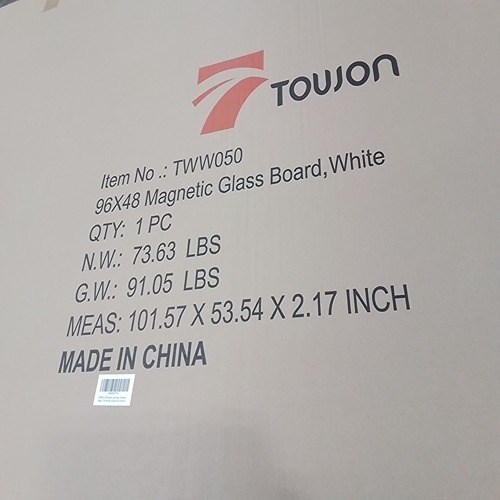 TOUJON
Item No .: TWW050
96X48 Magnetic Glass Board, White
QTY: 1 PC
N.W.: 73.63 LBS
G.W.: 91.05 LBS
MEAS: 101.57 X 53.54 X 2.17 INCH
MADE IN CHINA